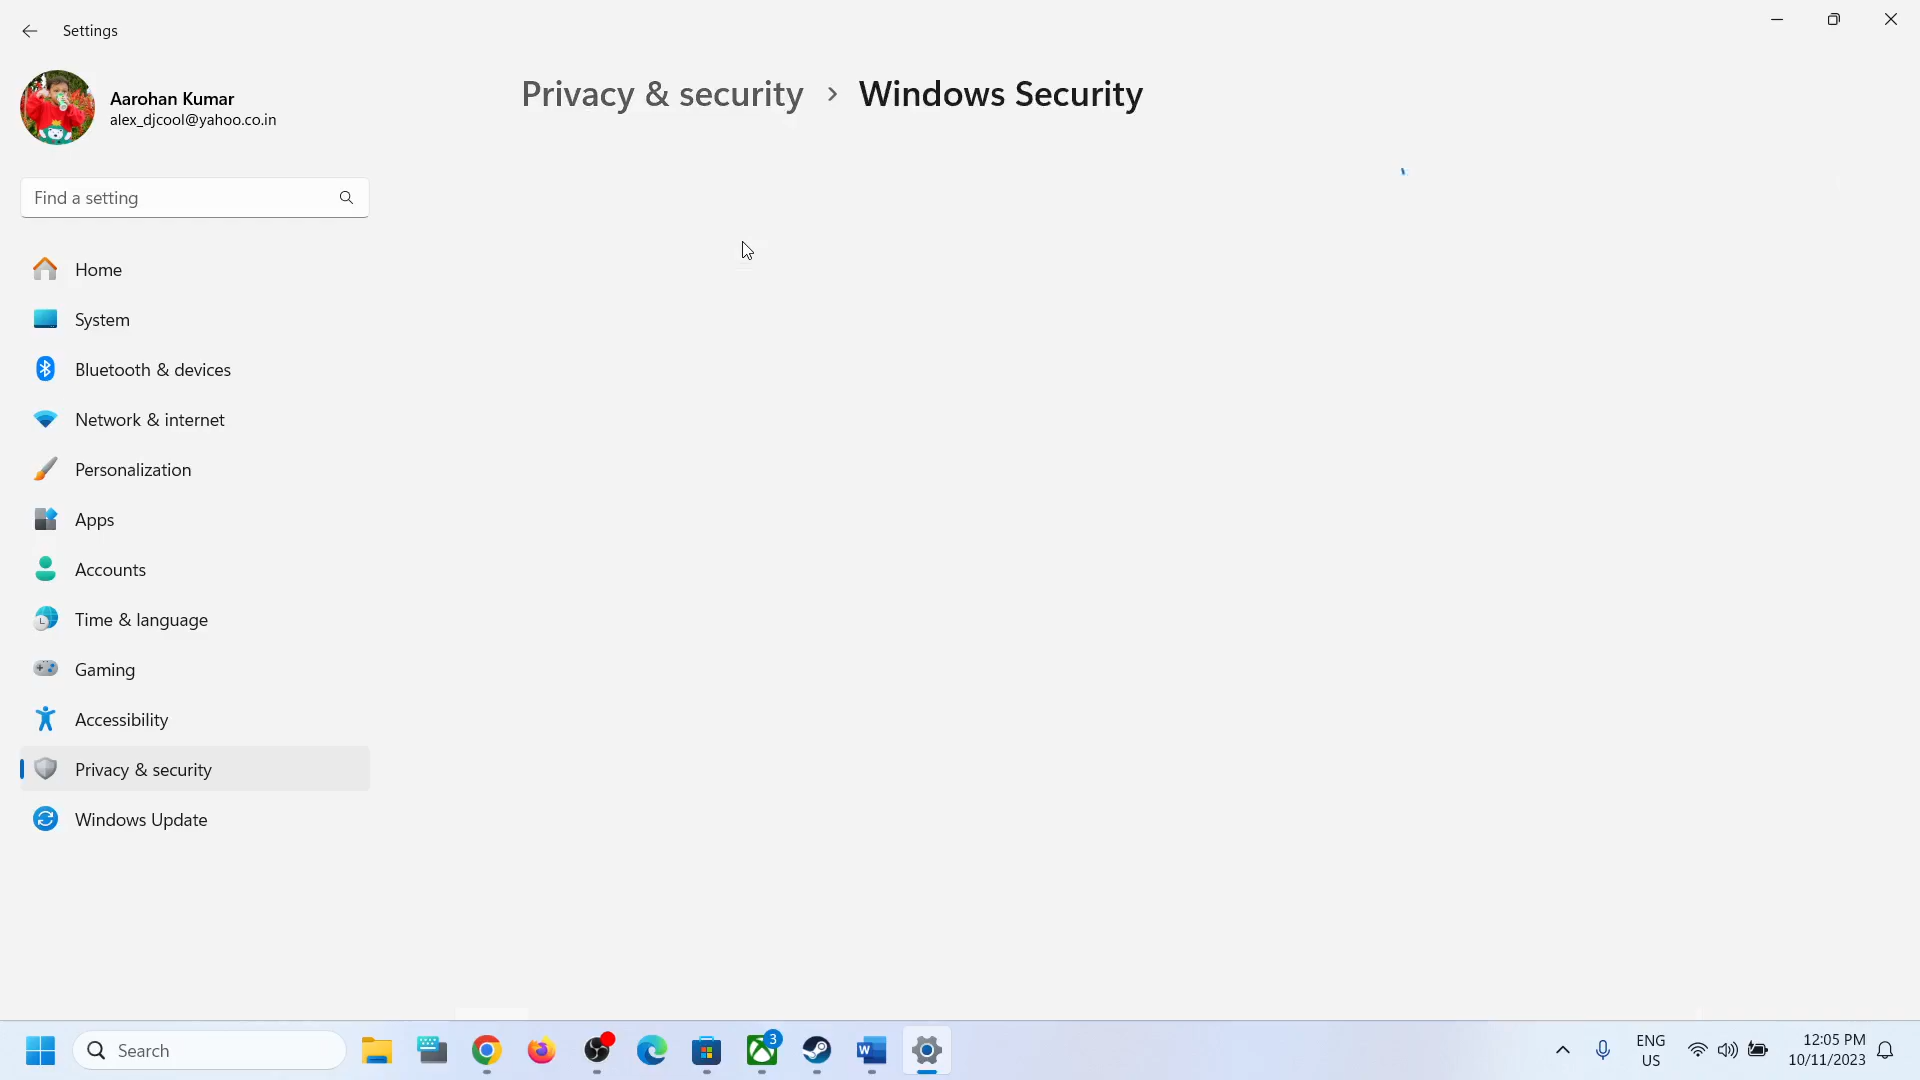 Settings
Aarohan Kumar
alex_djcool@yahoo.co.in
Privacy & security > Windows Security
Find a setting
Home
System
Bluetooth & devices
Network & internet
Personalization
Apps
Accounts
Time & language
Gaming
Accessibility
Privacy & security
Windows Update
Search
3
W
ENG
US
12:05 PM
10/11/2023